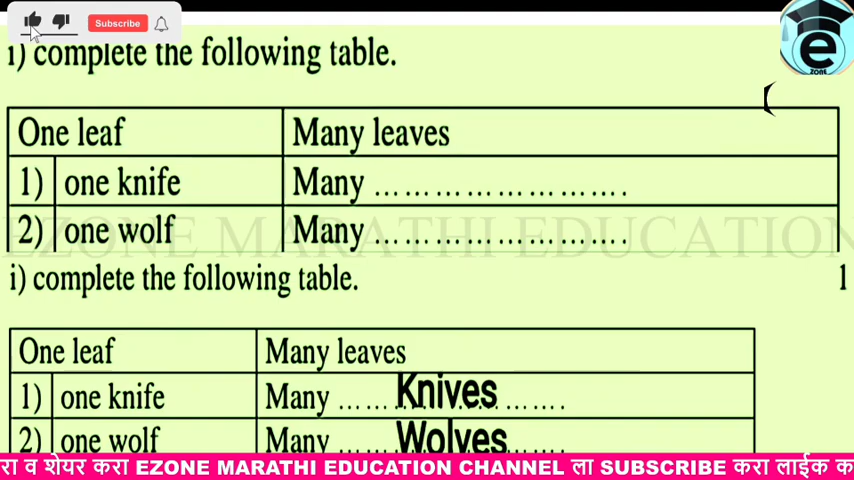 Subscribe
e
ZONE
i) complete the following table.
One leaf Many leaves
1) one knife Many ... ... ... ... ... ... ... ... .
2) one wolf Many ... ... ... ... ... ... ... ... .
EZONE MARATHI EDUCATION
i) complete the following table. 1
One leaf Many leaves
1) one knife Many ... ... Knives ... ... .
2) one wolf Many ... ... Wolves ... ... .
रा व शेयर करा EZONE MARATHI EDUCATION CHANNEL ला SUBSCRIBE करा लाईक क